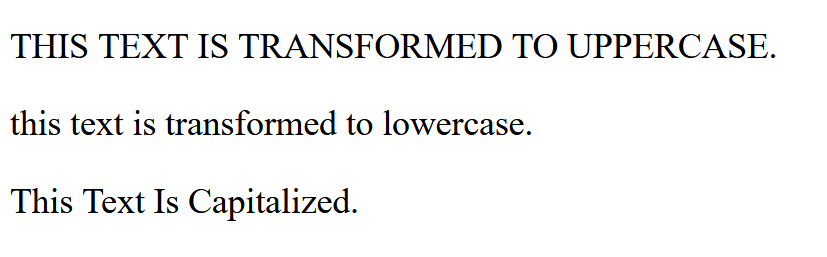 THIS TEXT IS TRANSFORMED TO UPPERCASE.
this text is transformed to lowercase.
This Text Is Capitalized.